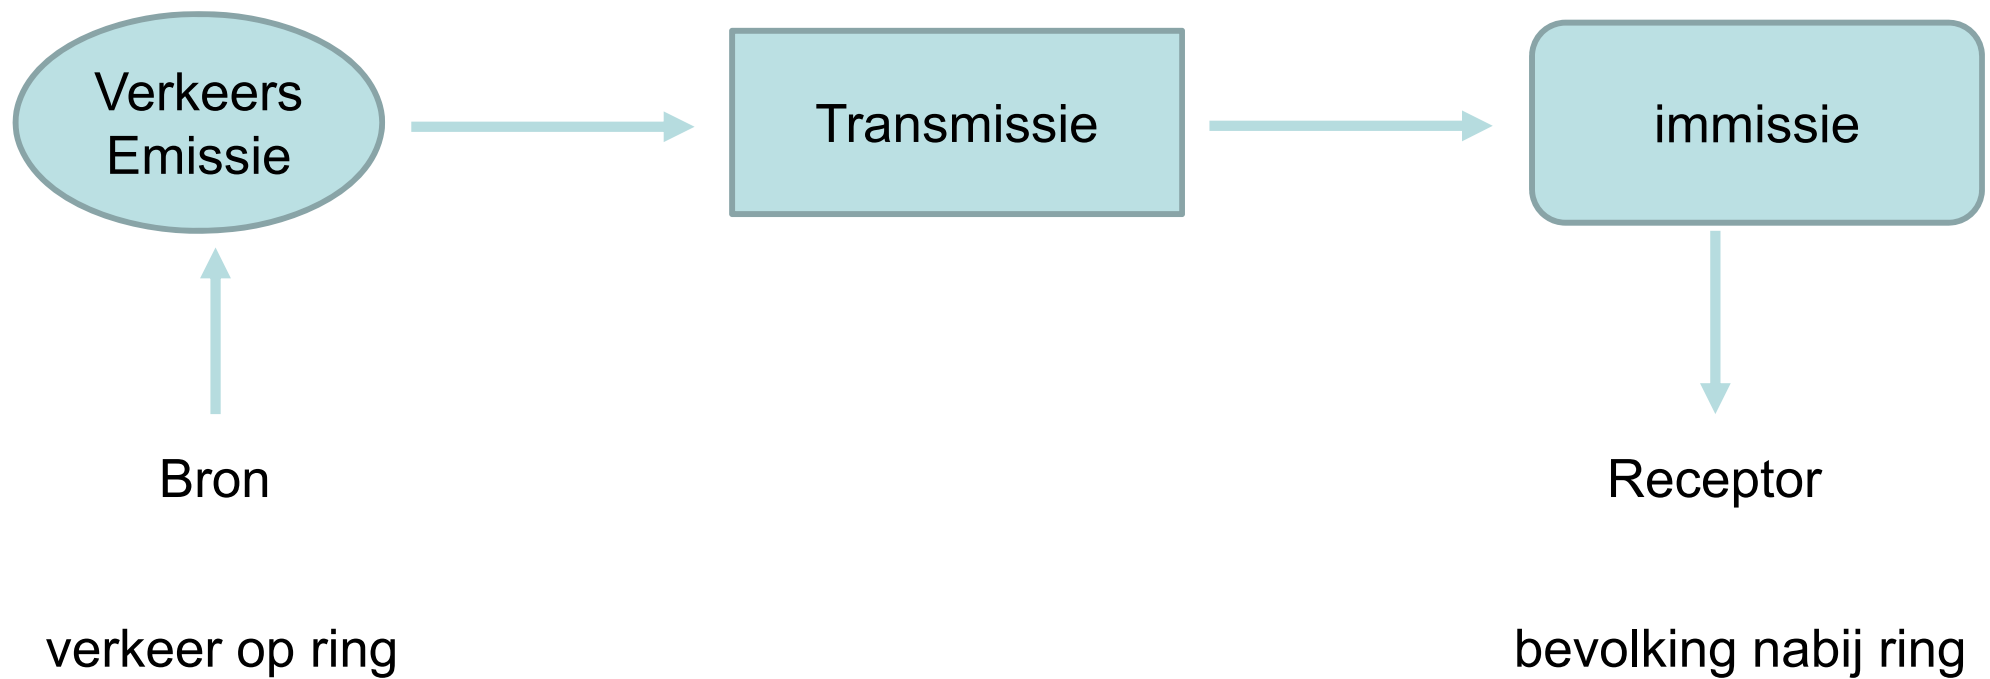 Verkeers
Emissie
Transmissie
immissie
Bron
Receptor
verkeer op ring
bevolking nabij ring